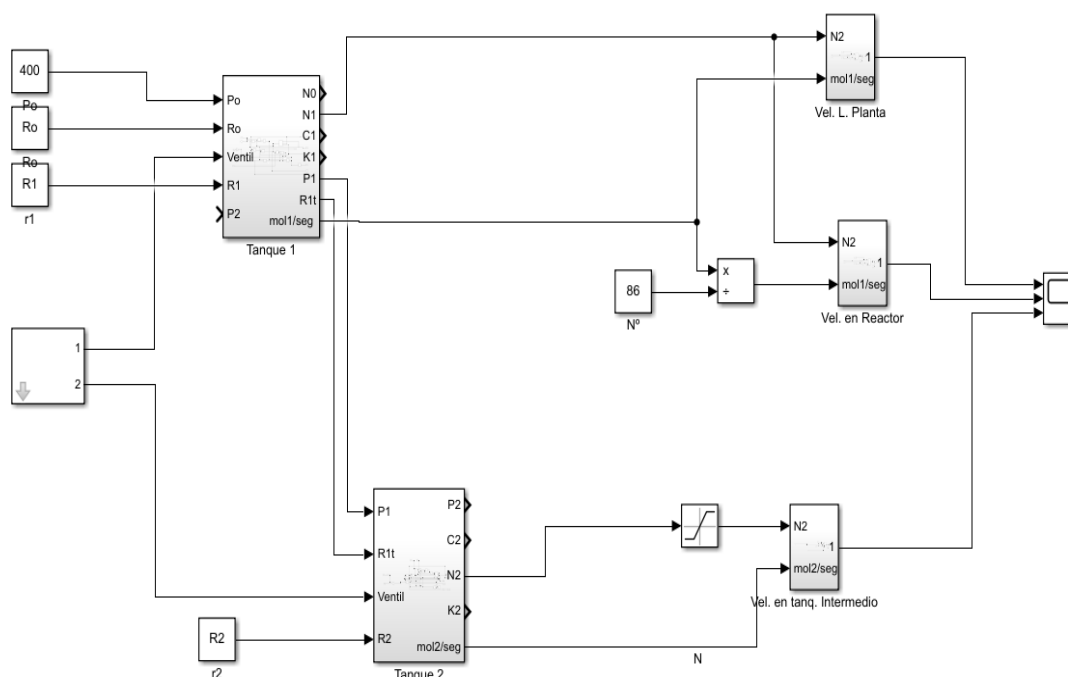 400
Po
Ro
Ro
R1
r1
Po
Ro
Ventil
R1
P2
N0
N1
C1
K1
P1
R1t
mol1/seg
Tanque 1
N2
mol1/seg
1
Vel. L. Planta
N2
mol1/seg
1
Vel. en Reactor
86
Nº
x
÷
1
2
P1
R1t
Ventil
R2
P2
C2
N2
K2
mol2/seg
Tanque 2
R2
r2
N2
mol2/seg
1
Vel. en tanq. Intermedio
N